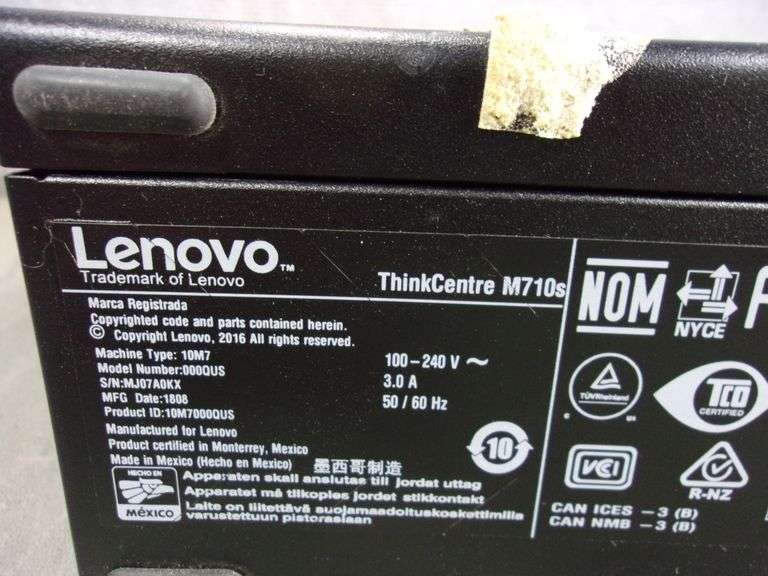 Lenovo™
Trademark of Lenovo
ThinkCentre M710s
Marca Registrada
Copyrighted code and parts contained herein.
© Copyright Lenovo, 2016 All rights reserved.
Machine Type: 10M7
Model Number:000QUS
S/N:MJ07A0KX
MFG Date:1808
Product ID:10M7000QUS
100-240 V ~
3.0 A
50 / 60 Hz
Manufactured for Lenovo
Product certified in Monterrey, Mexico
Made in Mexico (Hecho en Mexico) 墨西哥制造
Apparaten skall anslutas till jordat uttag
Apparatet må tilkoples jordet stikkontakt
Laite on liitettävä suojamaadoituskoskettimilla
varustettuun pistorasiaan
HECHO EN
MéXICO
10
NOM
NYCE
TÜVRheinland
C US
TCO
CERTIFIED
VCCI
R-NZ
CAN ICES – 3 (B)
CAN NMB – 3 (B)